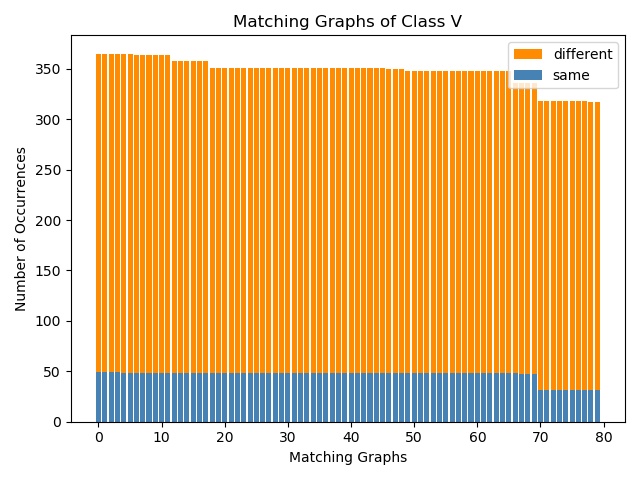 Matching Graphs of Class V
different
same
Number of Occurrences
350
300
250
200
150
100
50
0
0 10 20 30 40 50 60 70 80
Matching Graphs